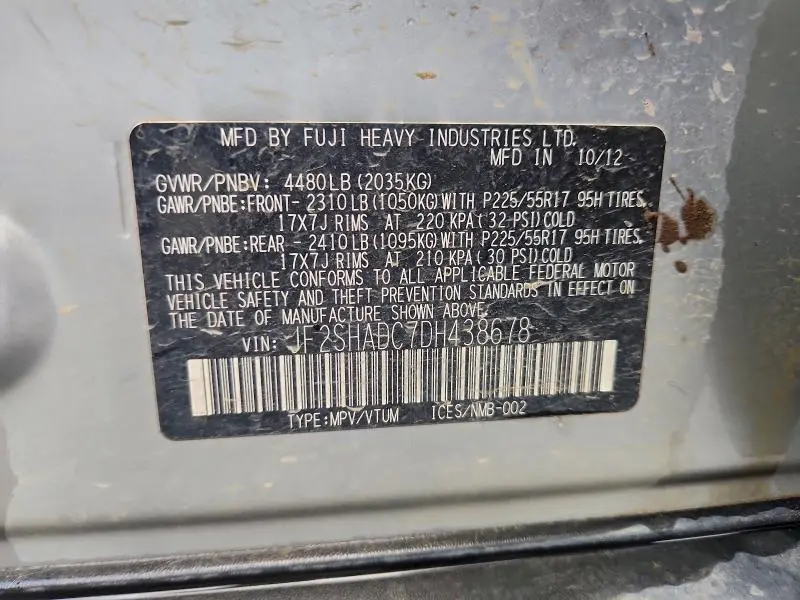 MFD BY FUJI HEAVY INDUSTRIES LTD.
MFD IN 10/12
GVWR/PNBV: 4480LB (2035KG)
GAWR/PNBE:FRONT- 2310LB (1050KG) WITH P225/55R17 95H TIRES,
17X7J RIMS AT 220 KPA (32 PSI) COLD
GAWR/PNBE:REAR - 2410LB (1095KG) WITH P225/55R17 95H TIRES,
17X7J RIMS AT 210 KPA (30 PSI) COLD
THIS VEHICLE CONFORMS TO ALL APPLICABLE FEDERAL MOTOR
VEHICLE SAFETY AND THEFT PREVENTION STANDARDS IN EFFECT ON
THE DATE OF MANUFACTURE SHOWN ABOVE.
VIN: JF2SHADC7DH438678
TYPE:MPV/VTUM ICES/NMB-002